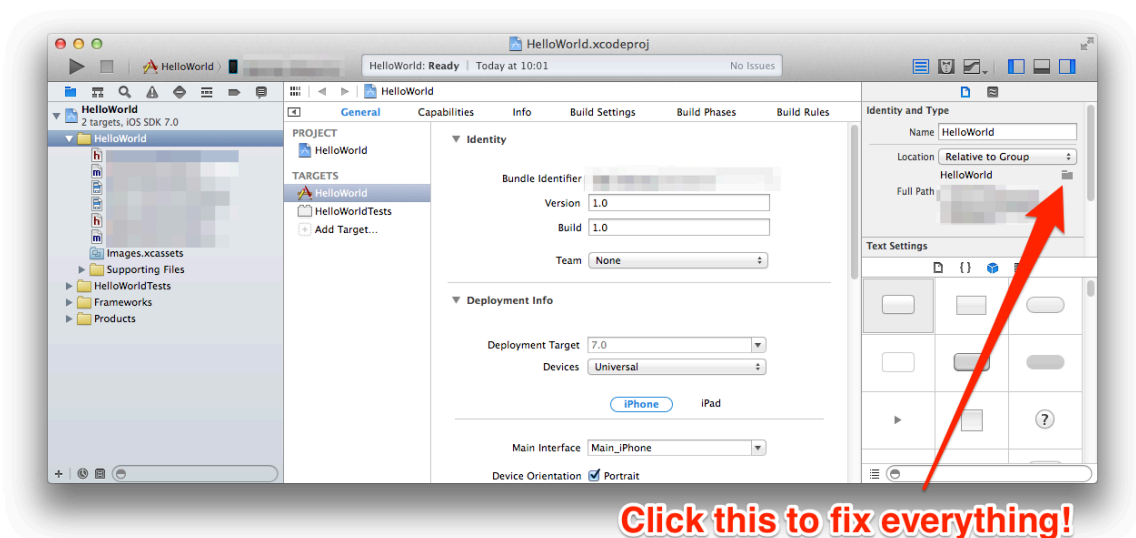 HelloWorld.xcodeproj
HelloWorld
HelloWorld: Ready | Today at 10:01
No Issues
HelloWorld
2 targets, iOS SDK 7.0
HelloWorld
h
m
h
m
Images.xcassets
Supporting Files
HelloWorldTests
Frameworks
Products
HelloWorld
General Capabilities Info Build Settings Build Phases Build Rules
PROJECT
HelloWorld
TARGETS
HelloWorld
HelloWorldTests
Add Target...
Identity
Bundle Identifier
Version 1.0
Build 1.0
Team None
Deployment Info
Deployment Target 7.0
Devices Universal
iPhone iPad
Main Interface Main_iPhone
Device Orientation Portrait
Identity and Type
Name HelloWorld
Location Relative to Group
HelloWorld
Full Path
Text Settings
{}
?
Click this to fix everything!